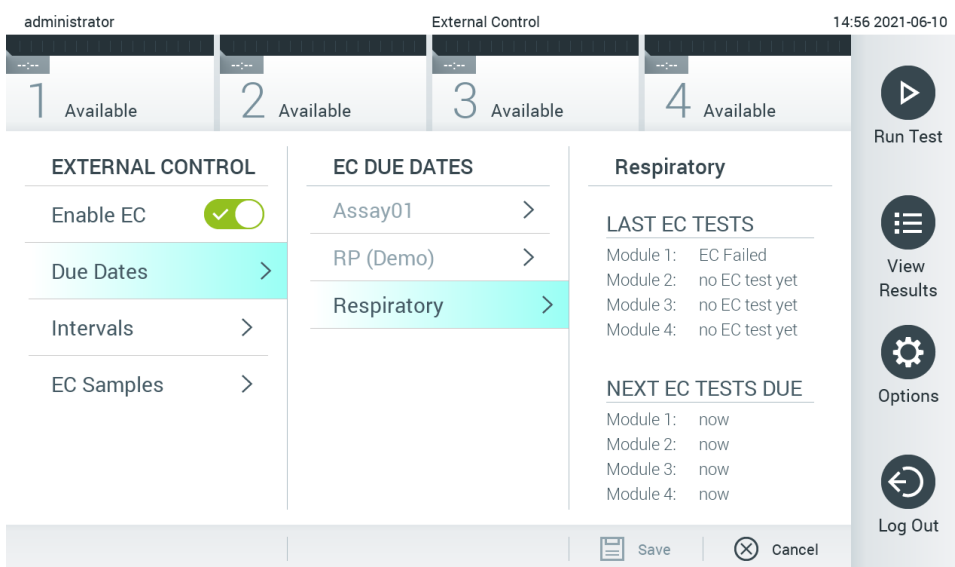 administrator External Control 14:56 2021-06-10
--:-- --:-- --:-- --:--
1 Available 2 Available 3 Available 4 Available
Run Test
View
Results
Options
Log Out
EXTERNAL CONTROL
Enable EC
Due Dates
Intervals
EC Samples
EC DUE DATES
Assay01
RP (Demo)
Respiratory
Respiratory
LAST EC TESTS
Module 1: EC Failed
Module 2: no EC test yet
Module 3: no EC test yet
Module 4: no EC test yet
NEXT EC TESTS DUE
Module 1: now
Module 2: now
Module 3: now
Module 4: now
Save Cancel